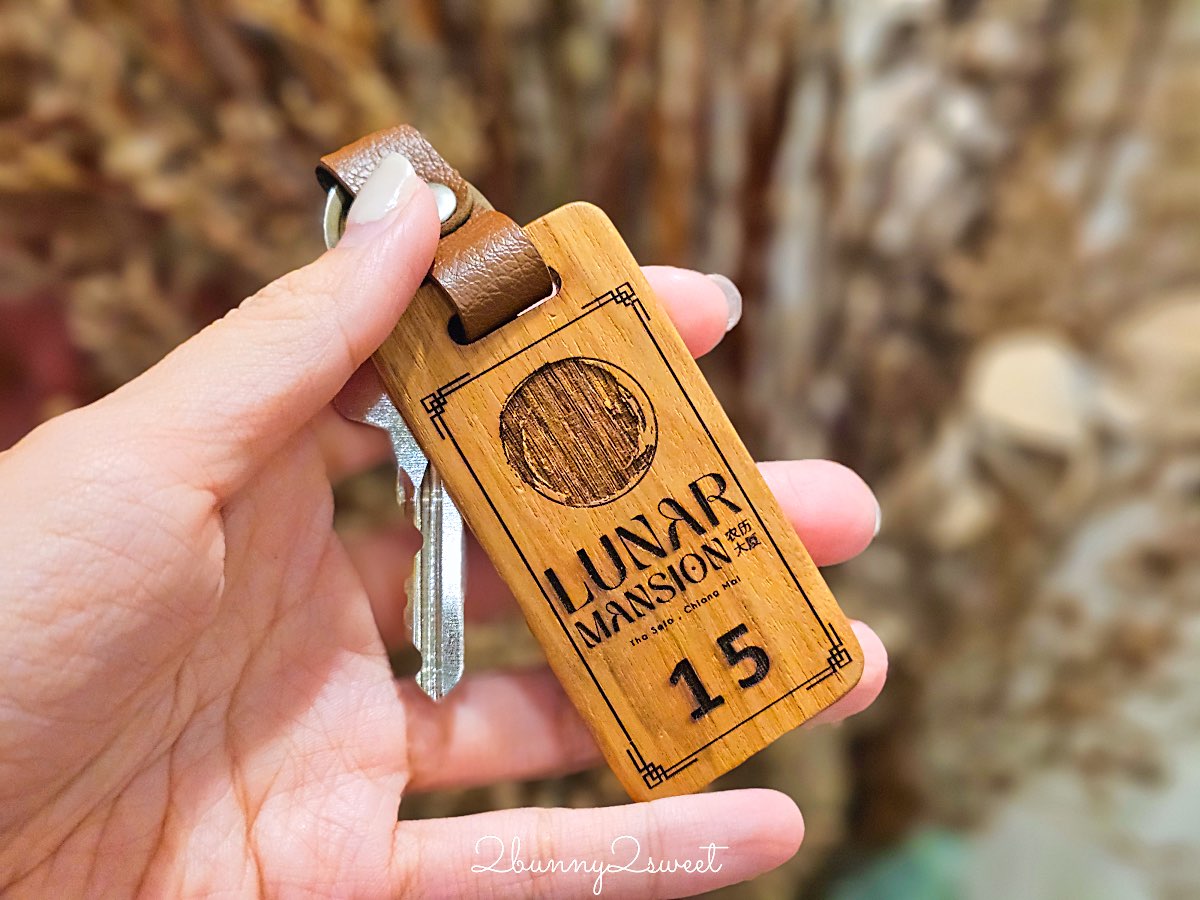 LUNAR
MANSION
农历
大厦
Tha Sala . Chiang Mai
15
2bunny2sweet